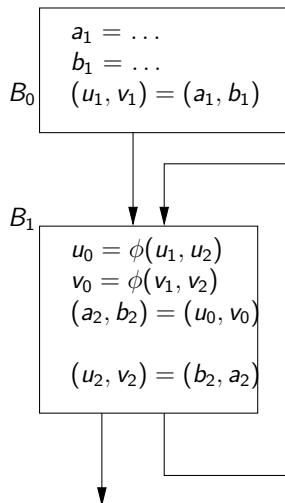 a₁ = ...
b₁ = ...
B₀ (u₁, v₁) = (a₁, b₁)
B₁
u₀ = ϕ(u₁, u₂)
v₀ = ϕ(v₁, v₂)
(a₂, b₂) = (u₀, v₀)
(u₂, v₂) = (b₂, a₂)